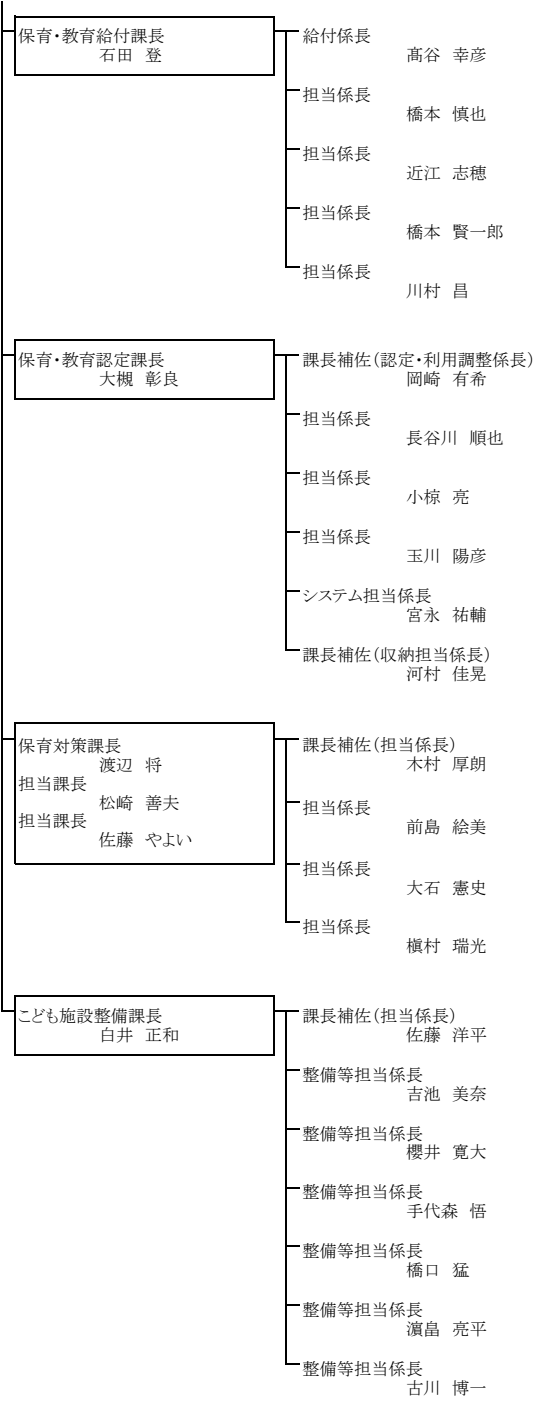 保育・教育給付課長
石田 登
給付係長
髙谷 幸彦
担当係長
橋本 慎也
担当係長
近江 志穂
担当係長
橋本 賢一郎
担当係長
川村 昌
保育・教育認定課長
大槻 彰良
課長補佐(認定・利用調整係長)
岡崎 有希
担当係長
長谷川 順也
担当係長
小椋 亮
担当係長
玉川 陽彦
システム担当係長
宮永 祐輔
課長補佐(収納担当係長)
河村 佳晃
保育対策課長
渡辺 将
担当課長
松崎 善夫
担当課長
佐藤 やよい
課長補佐(担当係長)
木村 厚朗
担当係長
前島 絵美
担当係長
大石 憲史
担当係長
槇村 瑞光
こども施設整備課長
白井 正和
課長補佐(担当係長)
佐藤 洋平
整備等担当係長
吉池 美奈
整備等担当係長
櫻井 寛大
整備等担当係長
手代森 悟
整備等担当係長
橋口 猛
整備等担当係長
濵畠 亮平
整備等担当係長
古川 博一